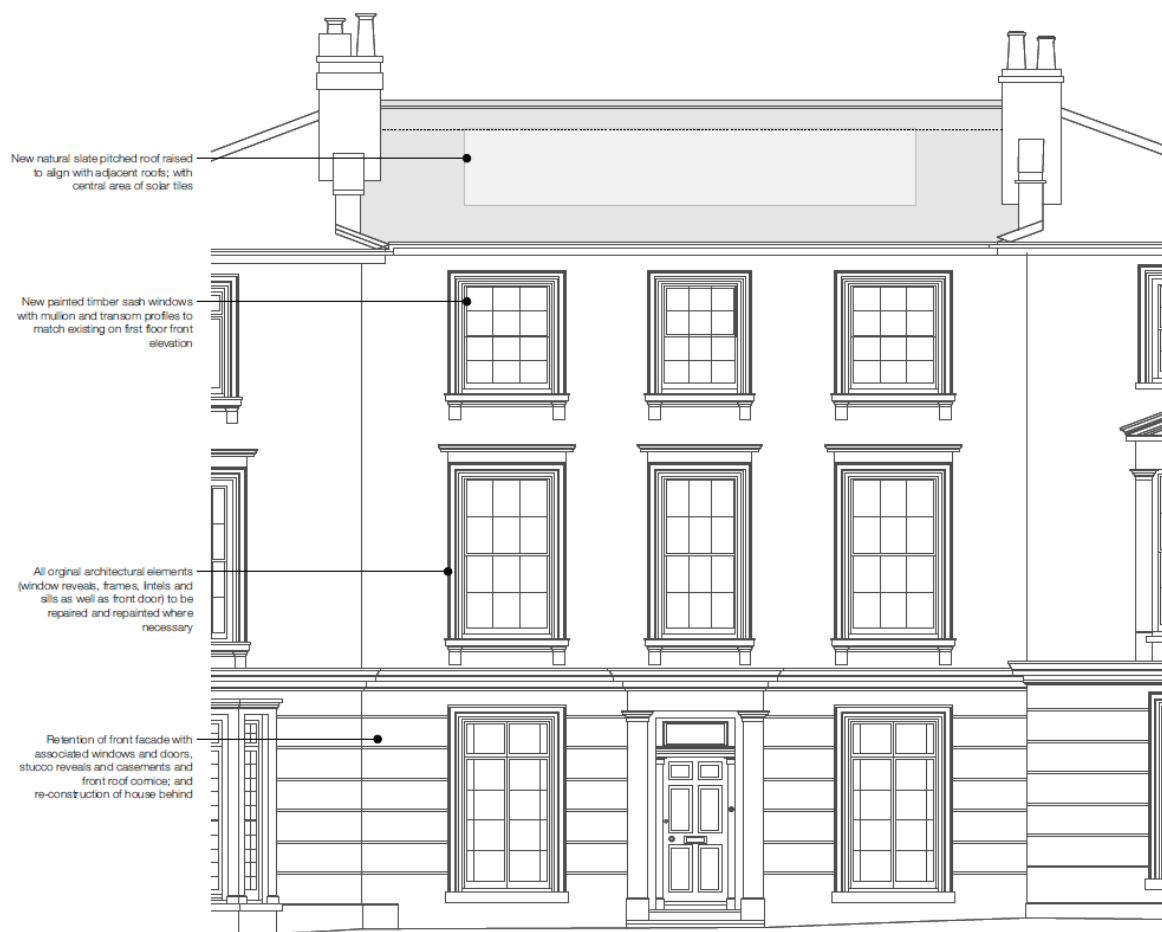 New natural slate pitched roof raised
to align with adjacent roofs; with
central area of solar tiles
New painted timber sash windows
with mullion and transom profiles to
match existing on first floor front
elevation
All orginal architectural elements
(window reveals, frames, lintels and
sills as well as front door) to be
repaired and repainted where
necessary
Retention of front facade with
associated windows and doors,
stucco reveals and casements and
front roof cornice; and
re-construction of house behind